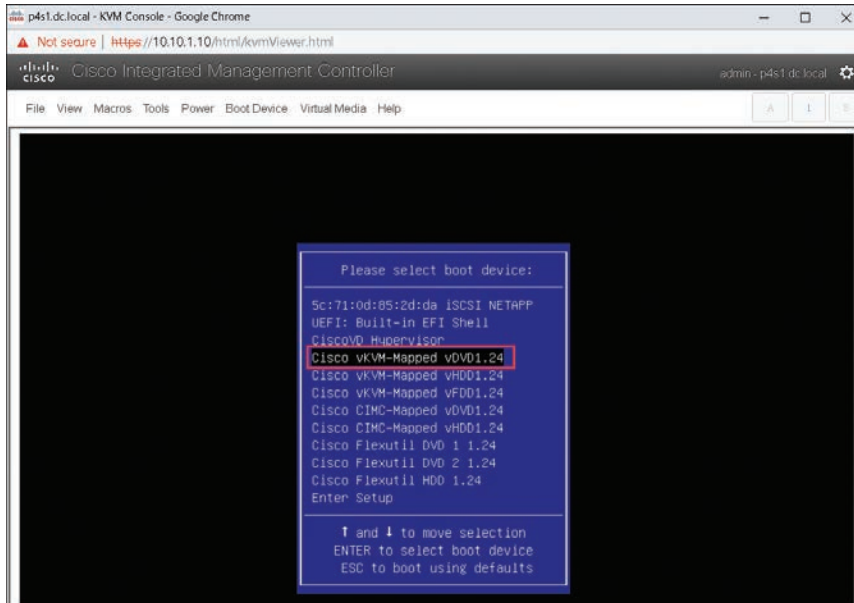 p4s1.dc.local - KVM Console - Google Chrome
Not secure | https://10.10.1.10/html/kvmViewer.html
cisco Cisco Integrated Management Controller admin - p4s1.dc.local
File View Macros Tools Power Boot Device Virtual Media Help A 1 S
Please select boot device:
5c:71:0d:85:2d:da iSCSI NETAPP
UEFI: Built-in EFI Shell
CiscoVD Hypervisor
Cisco vKVM-Mapped vDVD1.24
Cisco vKVM-Mapped vHDD1.24
Cisco vKVM-Mapped vFDD1.24
Cisco CIMC-Mapped vDVD1.24
Cisco CIMC-Mapped vHDD1.24
Cisco Flexutil DVD 1 1.24
Cisco Flexutil DVD 2 1.24
Cisco Flexutil HDD 1.24
Enter Setup
↑ and ↓ to move selection
ENTER to select boot device
ESC to boot using defaults